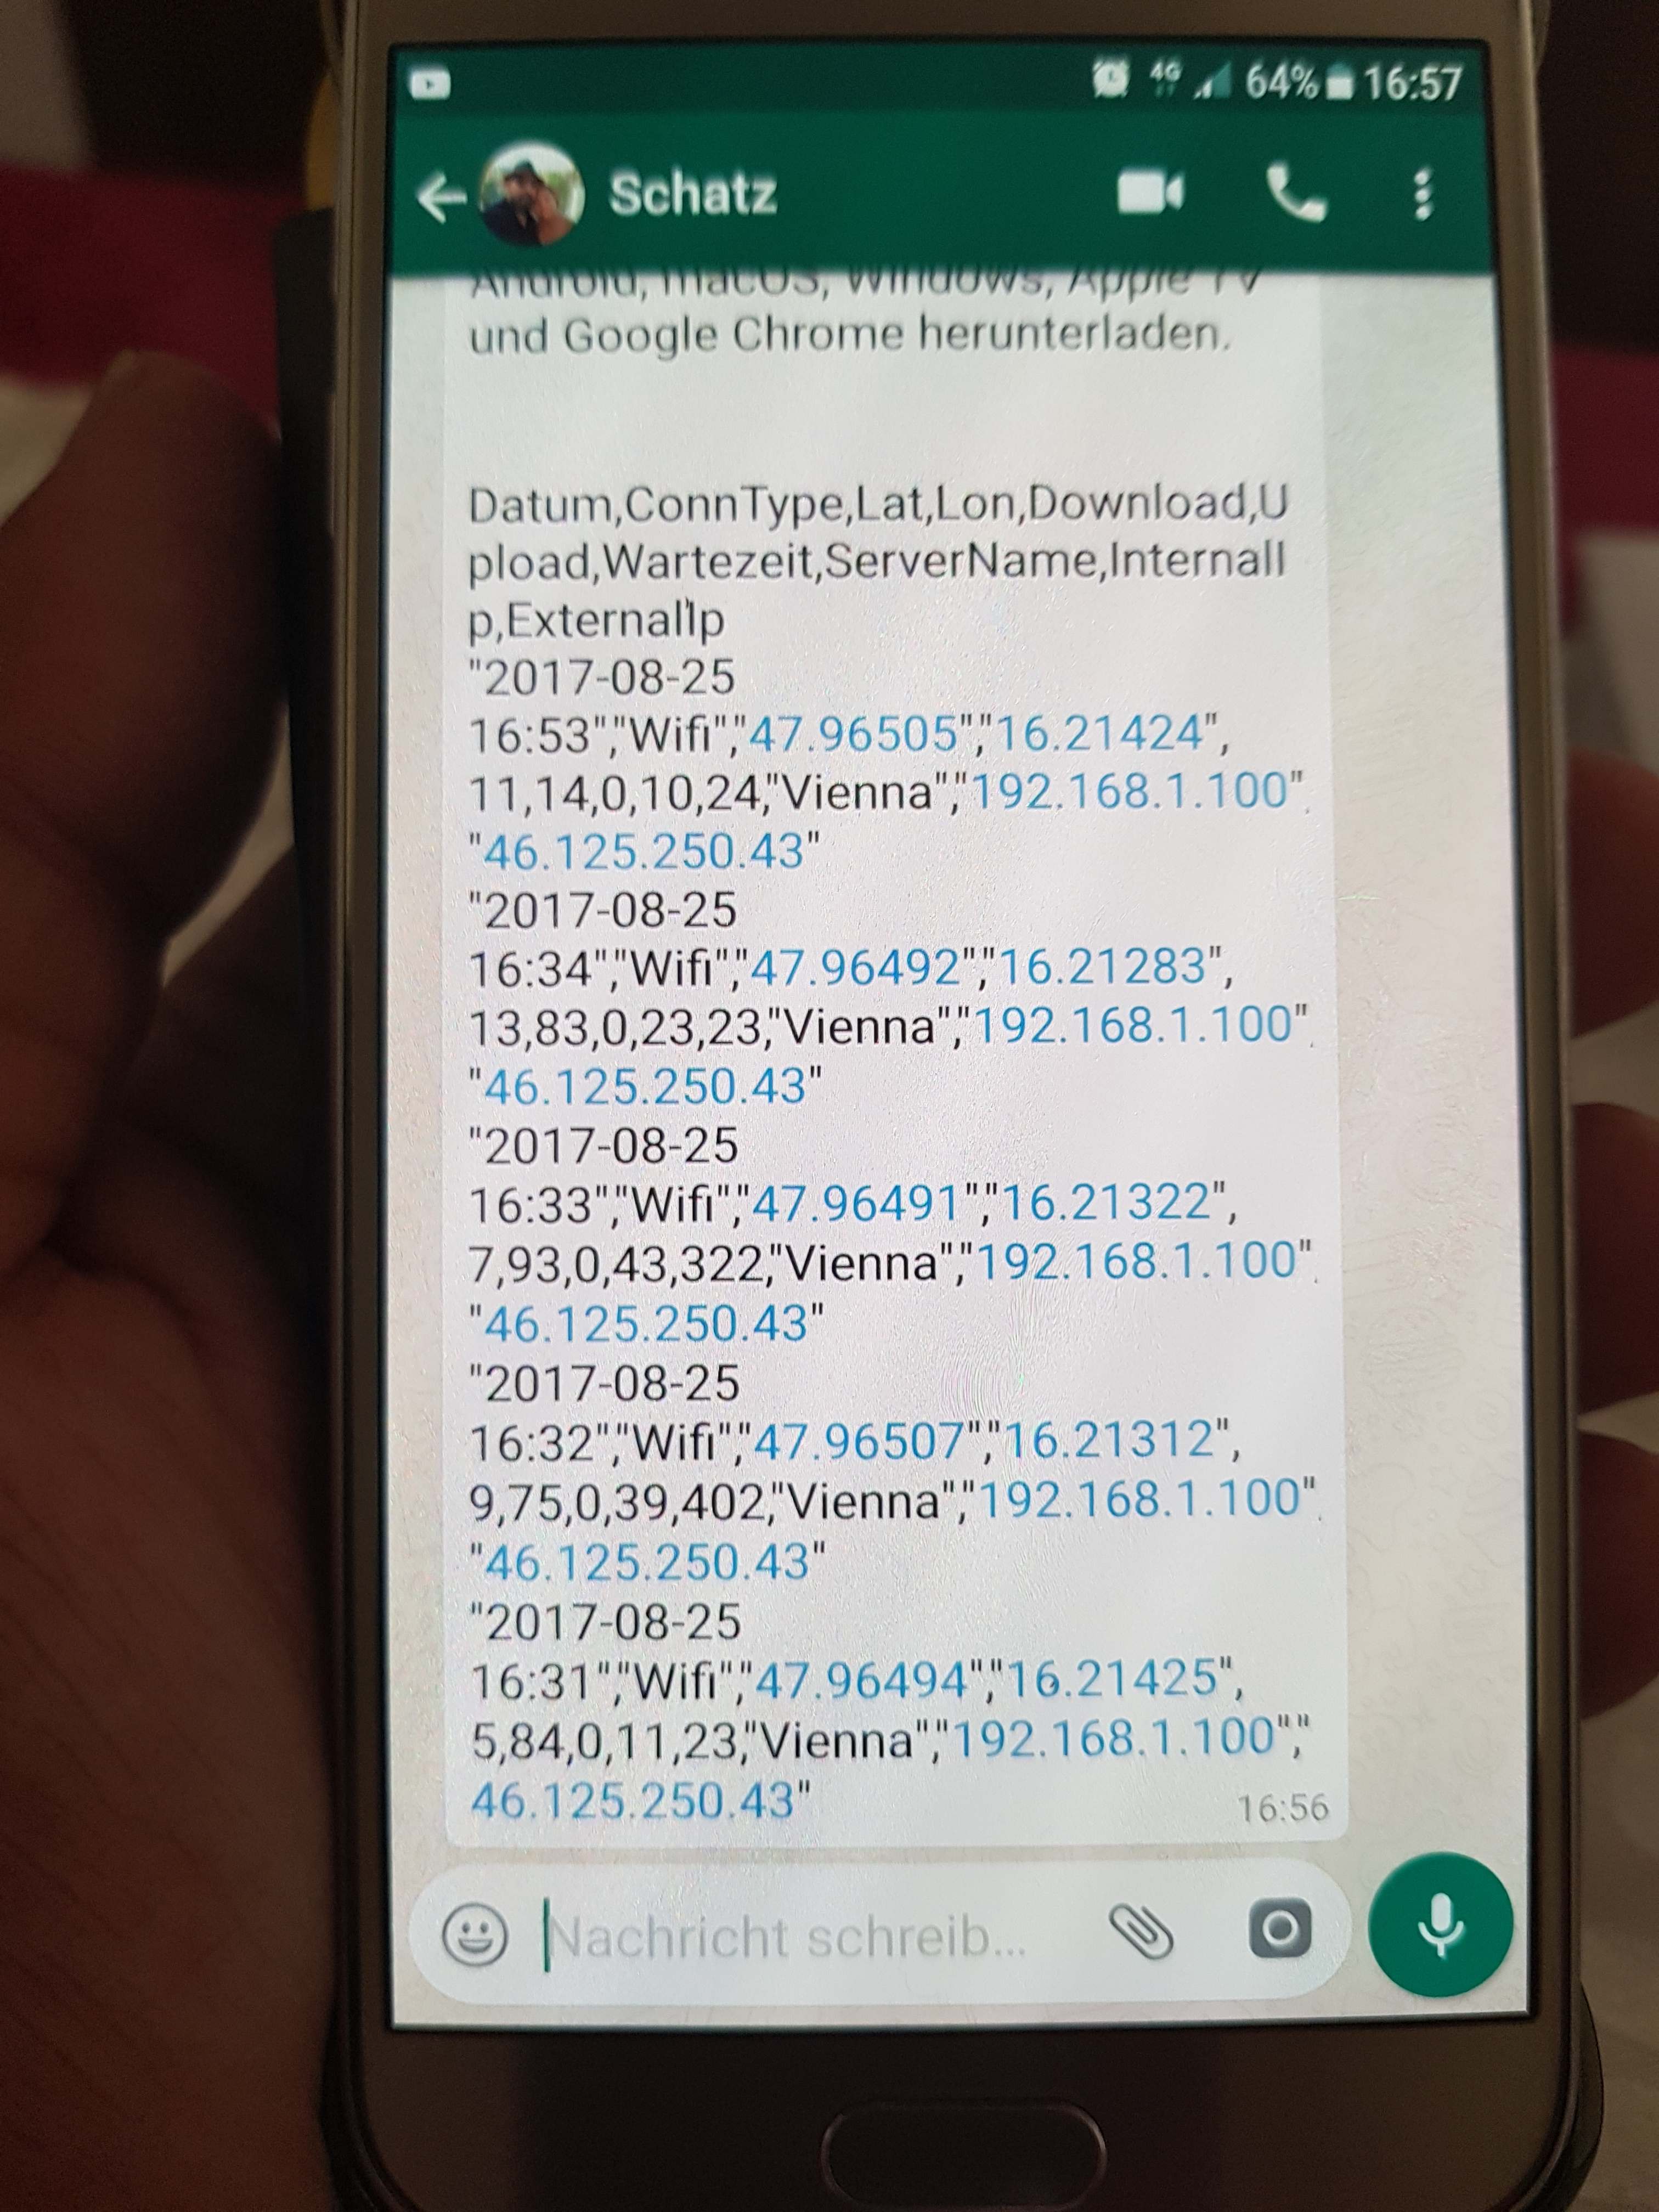 4G 64% 16:57
Schatz
Android, macOS, Windows, Apple TV
und Google Chrome herunterladen.
Datum,ConnType,Lat,Lon,Download,U
pload,Wartezeit,ServerName,InternalI
p,ExternalIp
"2017-08-25
16:53","Wifi","47.96505","16.21424",
11,14,0,10,24,"Vienna","192.168.1.100",
"46.125.250.43"
"2017-08-25
16:34","Wifi","47.96492","16.21283",
13,83,0,23,23,"Vienna","192.168.1.100",
"46.125.250.43"
"2017-08-25
16:33","Wifi","47.96491","16.21322",
7,93,0,43,322,"Vienna","192.168.1.100",
"46.125.250.43"
"2017-08-25
16:32","Wifi","47.96507","16.21312",
9,75,0,39,402,"Vienna","192.168.1.100",
"46.125.250.43"
"2017-08-25
16:31","Wifi","47.96494","16.21425",
5,84,0,11,23,"Vienna","192.168.1.100","
46.125.250.43"
16:56
Nachricht schreib...